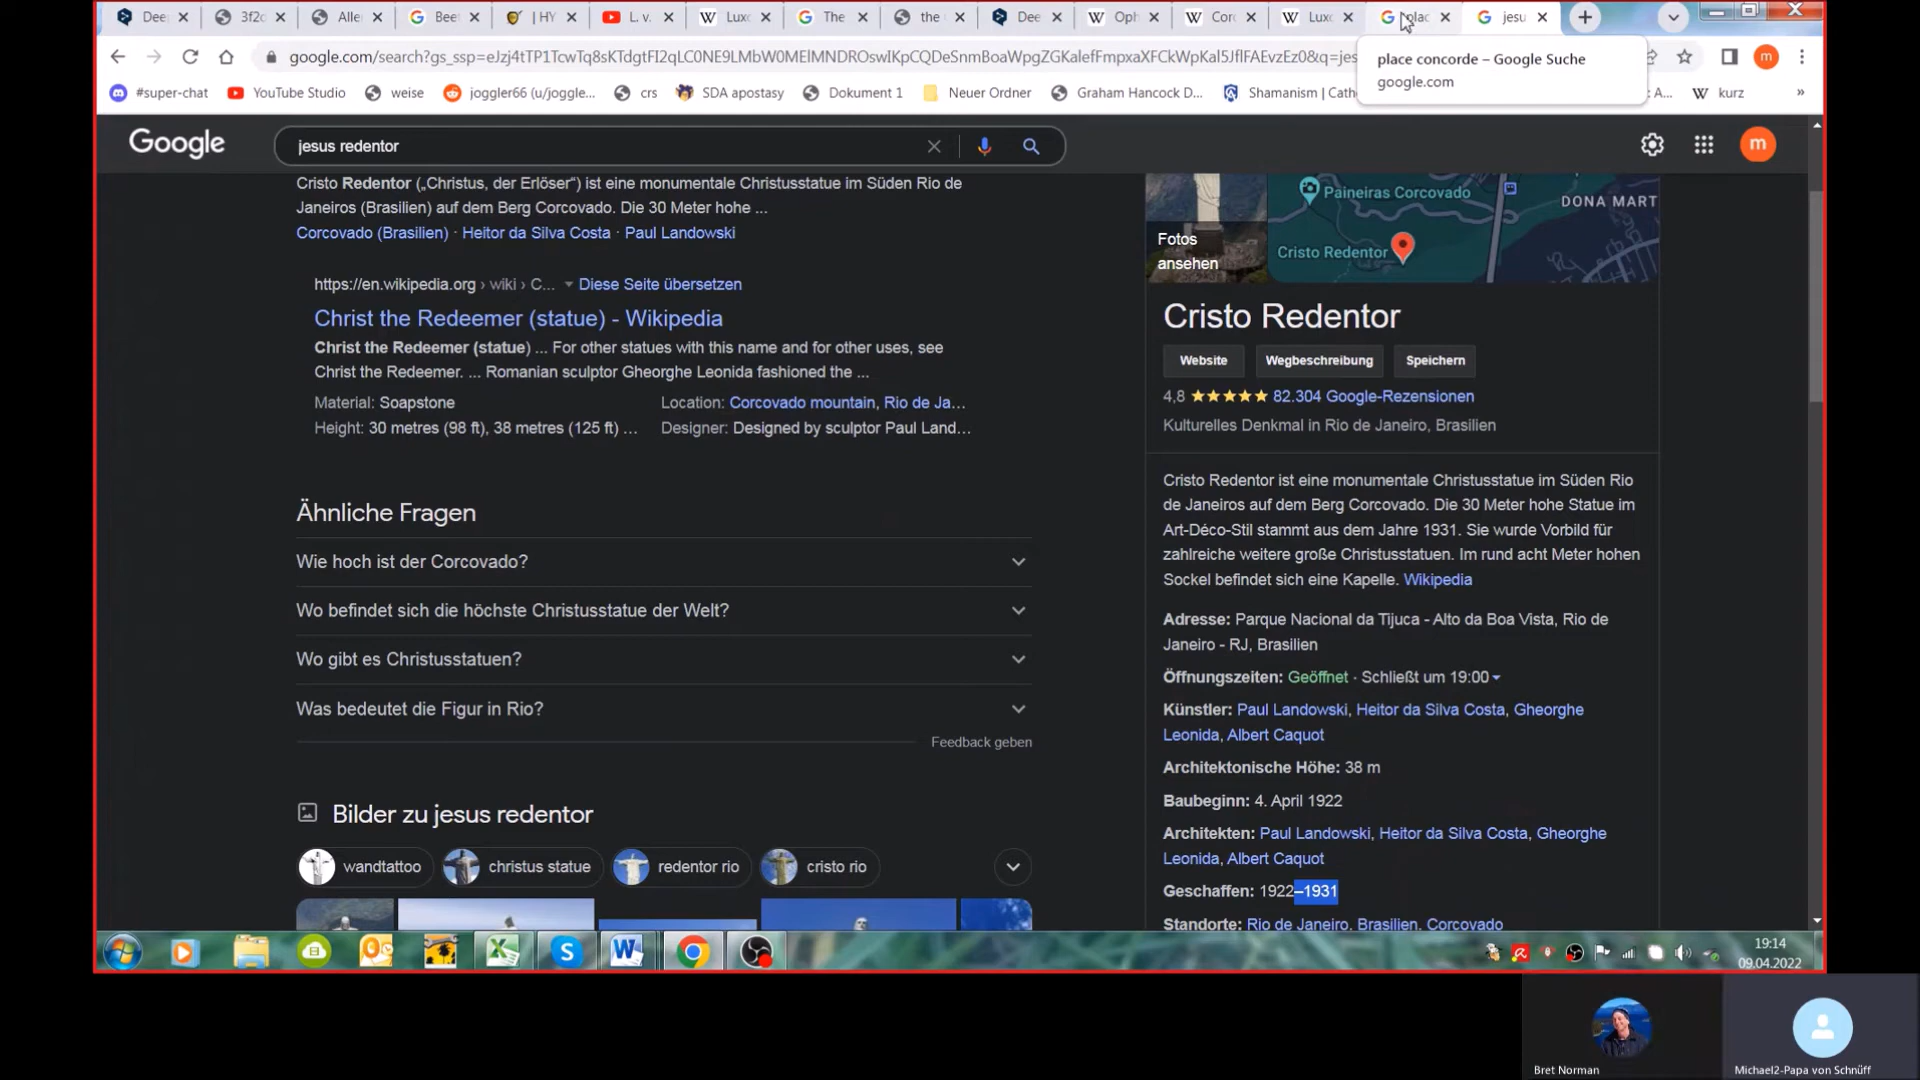 Dee
3f2c
Alle
Beet
| HY
L. v.
Luxo
The
the
Dee
Oph
Cor
Luxo
plac
jesu
google.com/search?gs_ssp=eJzj4tTP1TcwTq8sKTdgtFI2qLC0NE9LMbW0MElMNDROswIKpCQDeSnmBoaWpgZGKalefFmpxaXFCkWpKal5JflFAEvzEz0&q=jes
place concorde – Google Suche
google.com
#super-chat
YouTube Studio
weise
joggler66 (u/joggle...
crs
SDA apostasy
Dokument 1
Neuer Ordner
Graham Hancock D...
Shamanism | Cath
A...
kurz
»
Google
jesus redentor
m
Cristo Redentor („Christus, der Erlöser“) ist eine monumentale Christusstatue im Süden Rio de
Janeiros (Brasilien) auf dem Berg Corcovado. Die 30 Meter hohe ...
Corcovado (Brasilien) · Heitor da Silva Costa · Paul Landowski
https://en.wikipedia.org › wiki › C...
Diese Seite übersetzen
Christ the Redeemer (statue) - Wikipedia
Christ the Redeemer (statue) ... For other statues with this name and for other uses, see
Christ the Redeemer. ... Romanian sculptor Gheorghe Leonida fashioned the ...
Material: Soapstone
Location: Corcovado mountain, Rio de Ja...
Height: 30 metres (98 ft), 38 metres (125 ft) ...
Designer: Designed by sculptor Paul Land...
Ähnliche Fragen
Wie hoch ist der Corcovado?
Wo befindet sich die höchste Christusstatue der Welt?
Wo gibt es Christusstatuen?
Was bedeutet die Figur in Rio?
Feedback geben
Bilder zu jesus redentor
wandtattoo
christus statue
redentor rio
cristo rio
Fotos
ansehen
Paineiras Corcovado
DONA MART
Cristo Redentor
Cristo Redentor
Website
Wegbeschreibung
Speichern
4,8 ★★★★★ 82.304 Google-Rezensionen
Kulturelles Denkmal in Rio de Janeiro, Brasilien
Cristo Redentor ist eine monumentale Christusstatue im Süden Rio
de Janeiros auf dem Berg Corcovado. Die 30 Meter hohe Statue im
Art-Déco-Stil stammt aus dem Jahre 1931. Sie wurde Vorbild für
zahlreiche weitere große Christusstatuen. Im rund acht Meter hohen
Sockel befindet sich eine Kapelle. Wikipedia
Adresse: Parque Nacional da Tijuca - Alto da Boa Vista, Rio de
Janeiro - RJ, Brasilien
Öffnungszeiten: Geöffnet · Schließt um 19:00
Künstler: Paul Landowski, Heitor da Silva Costa, Gheorghe
Leonida, Albert Caquot
Architektonische Höhe: 38 m
Baubeginn: 4. April 1922
Architekten: Paul Landowski, Heitor da Silva Costa, Gheorghe
Leonida, Albert Caquot
Geschaffen: 1922–1931
Standorte: Rio de Janeiro, Brasilien, Corcovado
19:14
09.04.2022
Bret Norman
Michael2-Papa von Schnüff